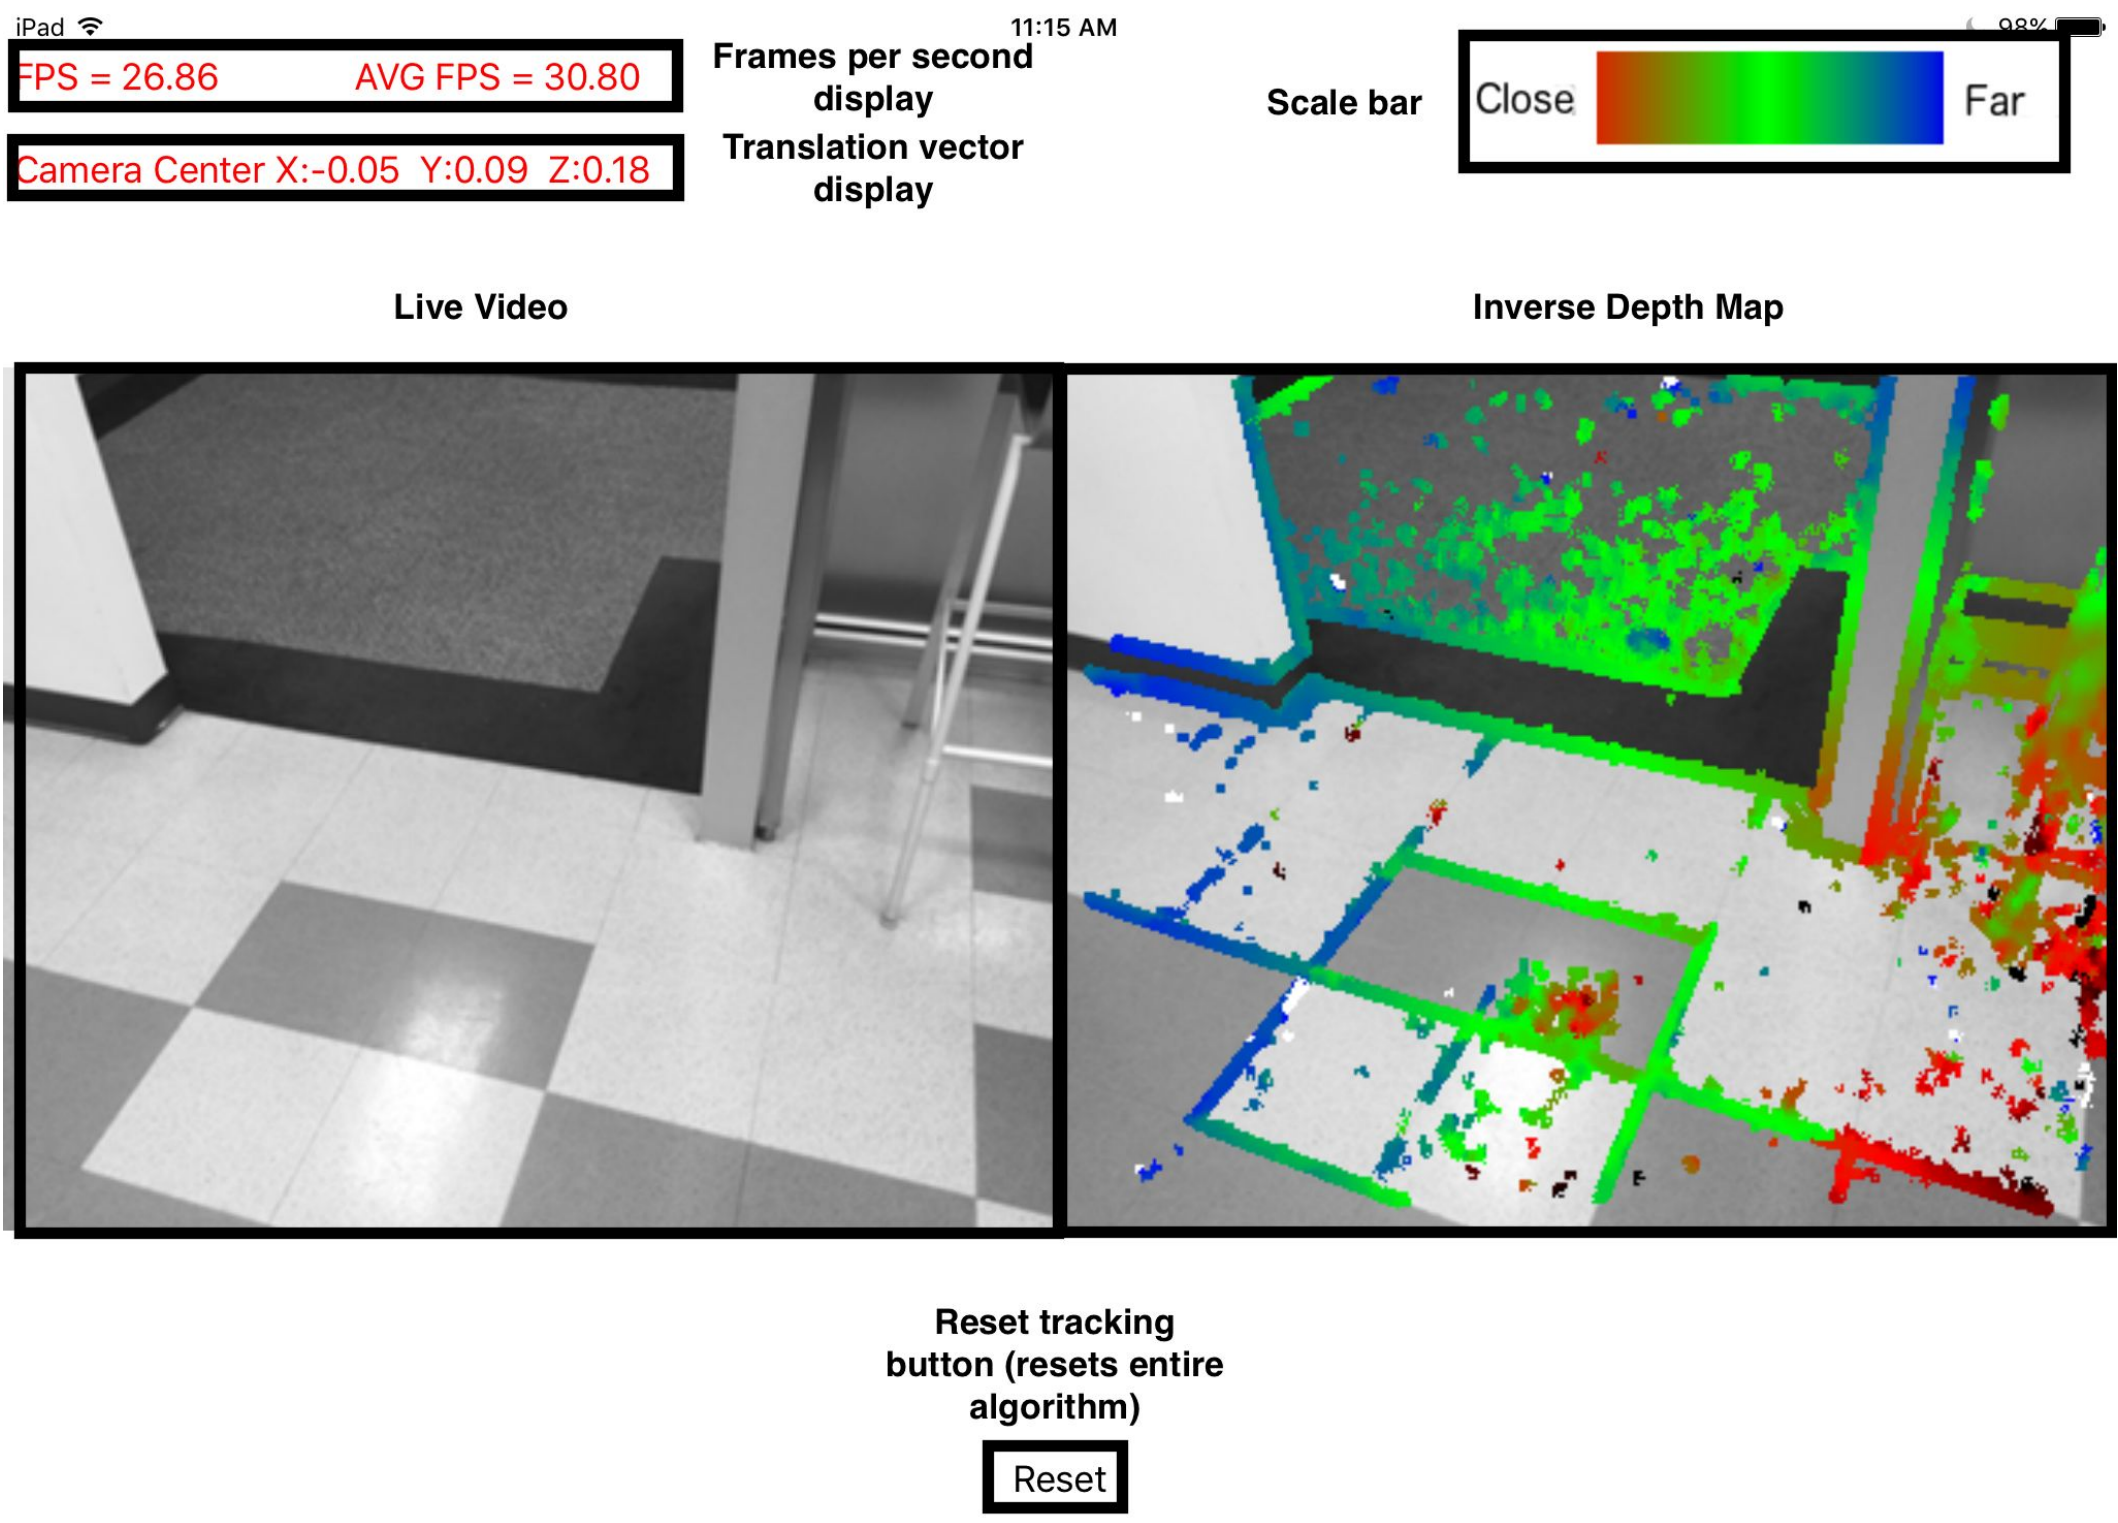 iPad
11:15 AM
98%
FPS = 26.86 AVG FPS = 30.80
Frames per second
display
Scale bar
Close
Far
Camera Center X:-0.05 Y:0.09 Z:0.18
Translation vector
display
Live Video
Inverse Depth Map
Reset tracking
button (resets entire
algorithm)
Reset